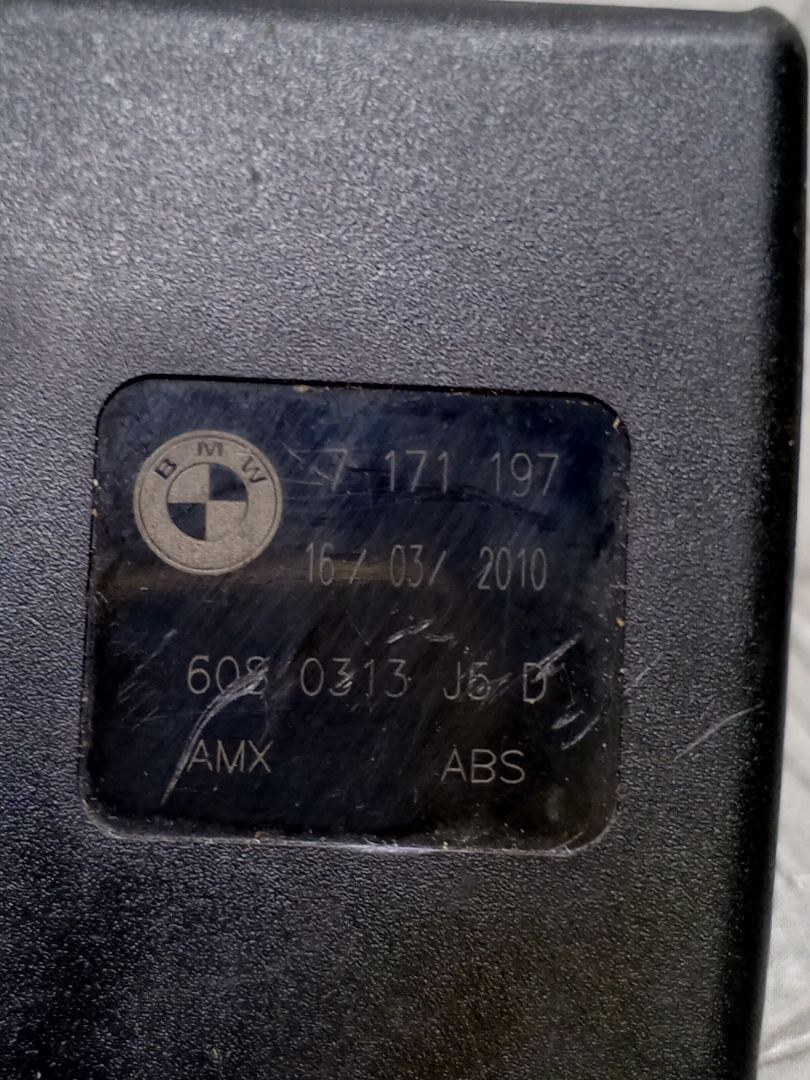 BMW
7 171 197
16/ 03/ 2010
608 0313 J5 D
AMX ABS